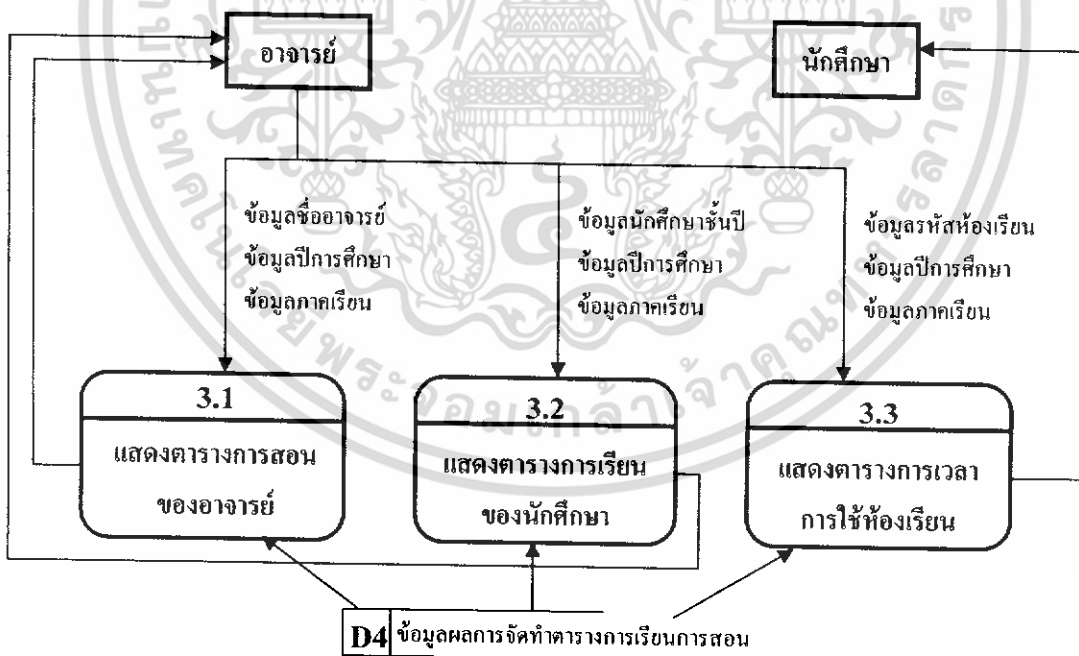 อาจารย์
นักศึกษา
ข้อมูลชื่ออาจารย์
ข้อมูลปีการศึกษา
ข้อมูลภาคเรียน
ข้อมูลนักศึกษาชั้นปี
ข้อมูลปีการศึกษา
ข้อมูลภาคเรียน
ข้อมูลรหัสห้องเรียน
ข้อมูลปีการศึกษา
ข้อมูลภาคเรียน
3.1
แสดงตารางการสอน
ของอาจารย์
3.2
แสดงตารางการเรียน
ของนักศึกษา
3.3
แสดงตารางการเวลา
การใช้ห้องเรียน
D4 ข้อมูลผลการจัดทำตารางการเรียนการสอน